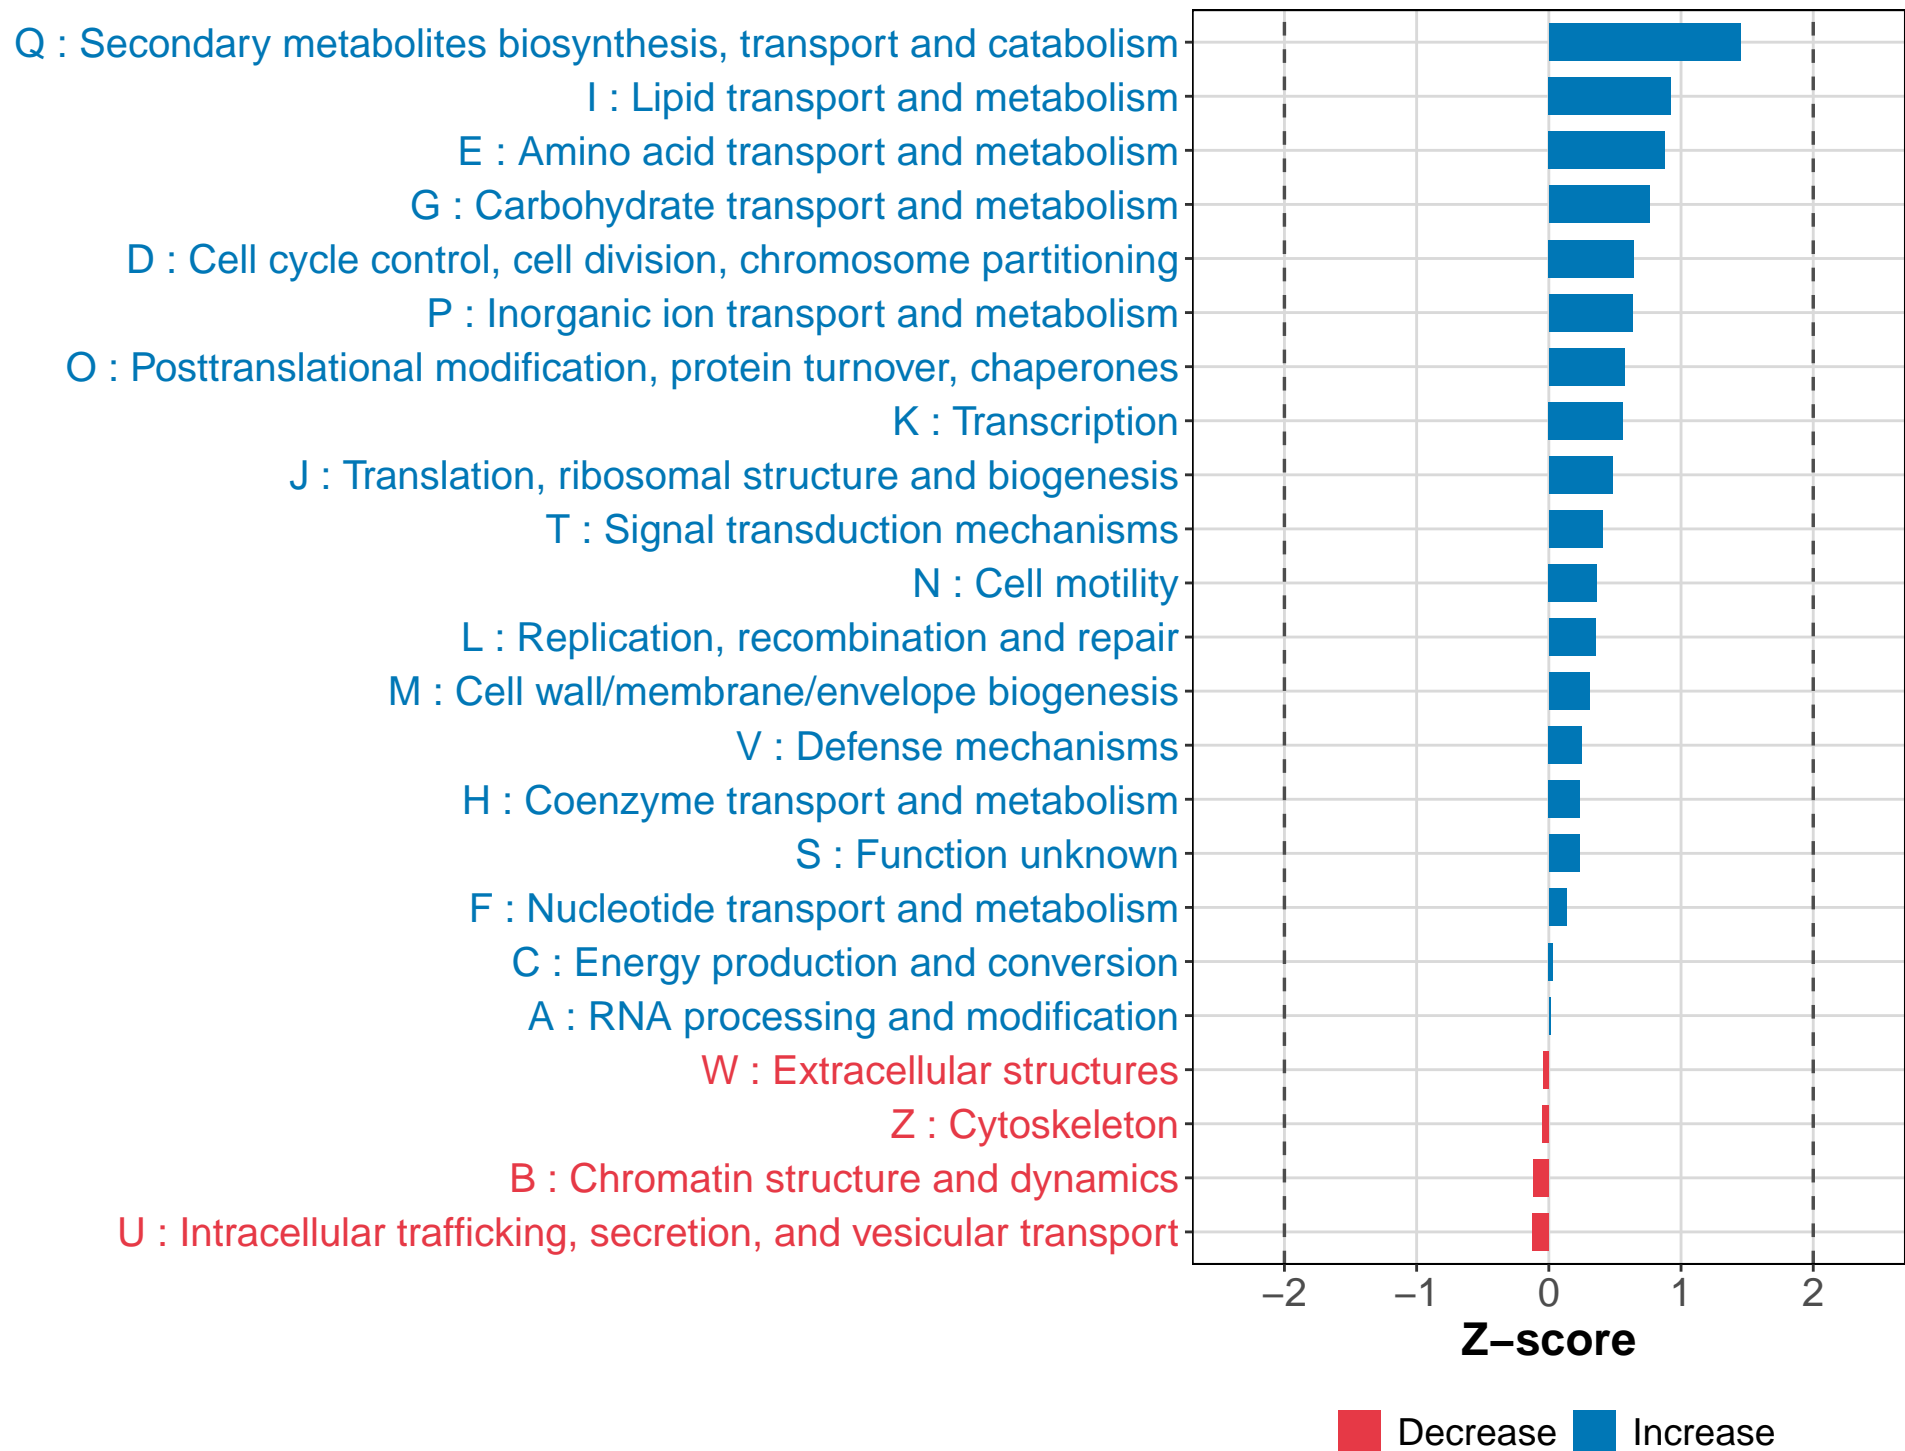 Q : Secondary metabolites biosynthesis, transport and catabolism
I : Lipid transport and metabolism
E : Amino acid transport and metabolism
G : Carbohydrate transport and metabolism
D : Cell cycle control, cell division, chromosome partitioning
P : Inorganic ion transport and metabolism
O : Posttranslational modification, protein turnover, chaperones
K : Transcription
J : Translation, ribosomal structure and biogenesis
T : Signal transduction mechanisms
N : Cell motility
L : Replication, recombination and repair
M : Cell wall/membrane/envelope biogenesis
V : Defense mechanisms
H : Coenzyme transport and metabolism
S : Function unknown
F : Nucleotide transport and metabolism
C : Energy production and conversion
A : RNA processing and modification
W : Extracellular structures
Z : Cytoskeleton
B : Chromatin structure and dynamics
U : Intracellular trafficking, secretion, and vesicular transport
−2 −1 0 1 2
Z−score
Decrease Increase